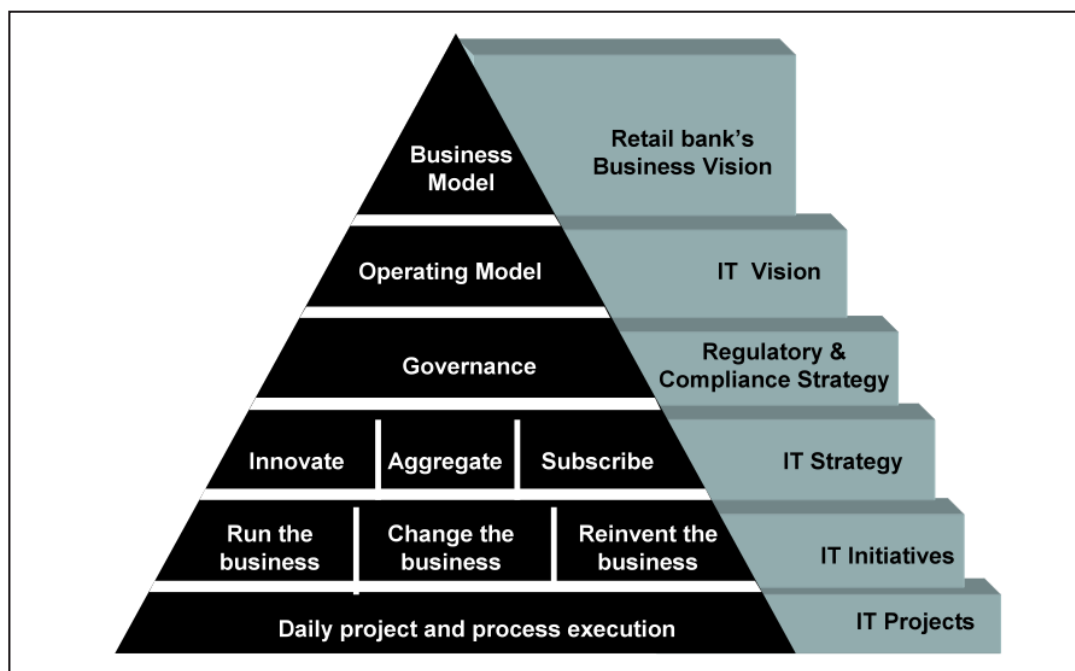 Business
Model
Retail bank's
Business Vision
Operating Model
IT Vision
Governance
Regulatory &
Compliance Strategy
Innovate
Aggregate
Subscribe
IT Strategy
Run the
business
Change the
business
Reinvent the
business
IT Initiatives
Daily project and process execution
IT Projects